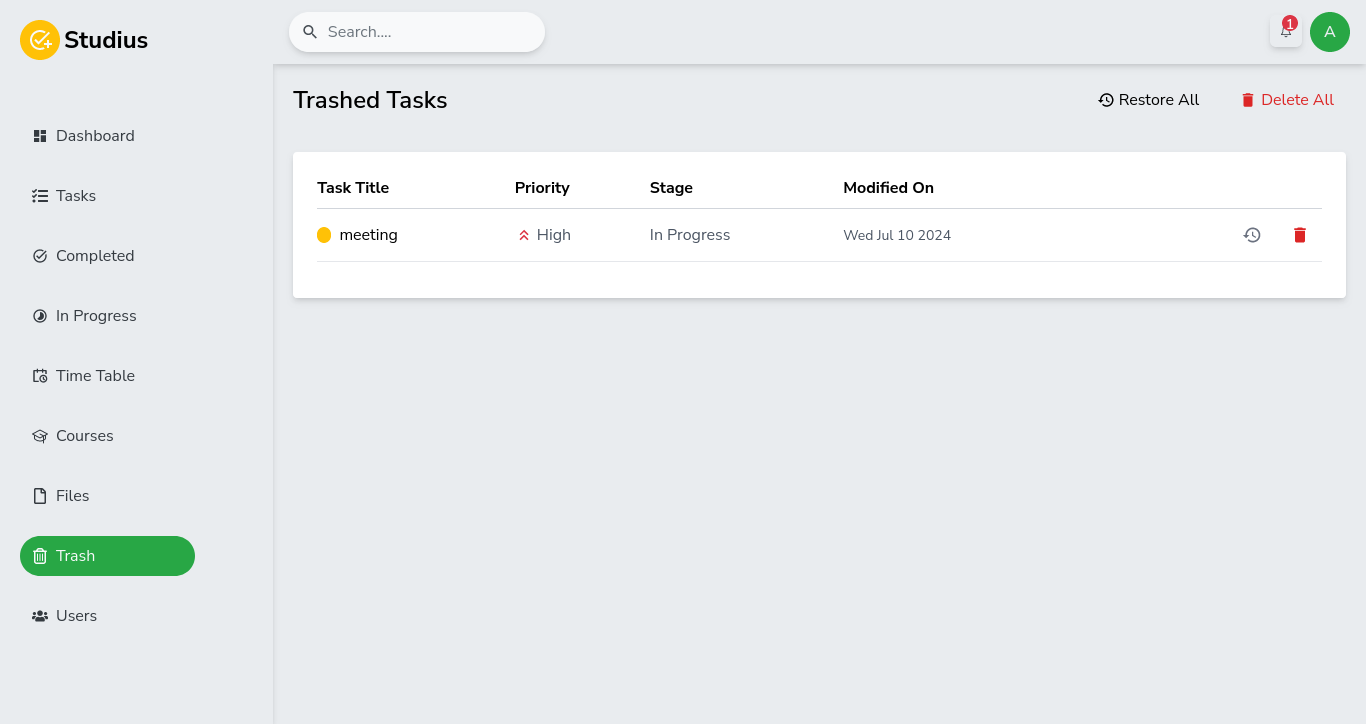 Studius
Search....
1
A
Dashboard
Tasks
Completed
In Progress
Time Table
Courses
Files
Trash
Users
Trashed Tasks
Restore All
Delete All
Task Title Priority Stage Modified On
meeting High In Progress Wed Jul 10 2024